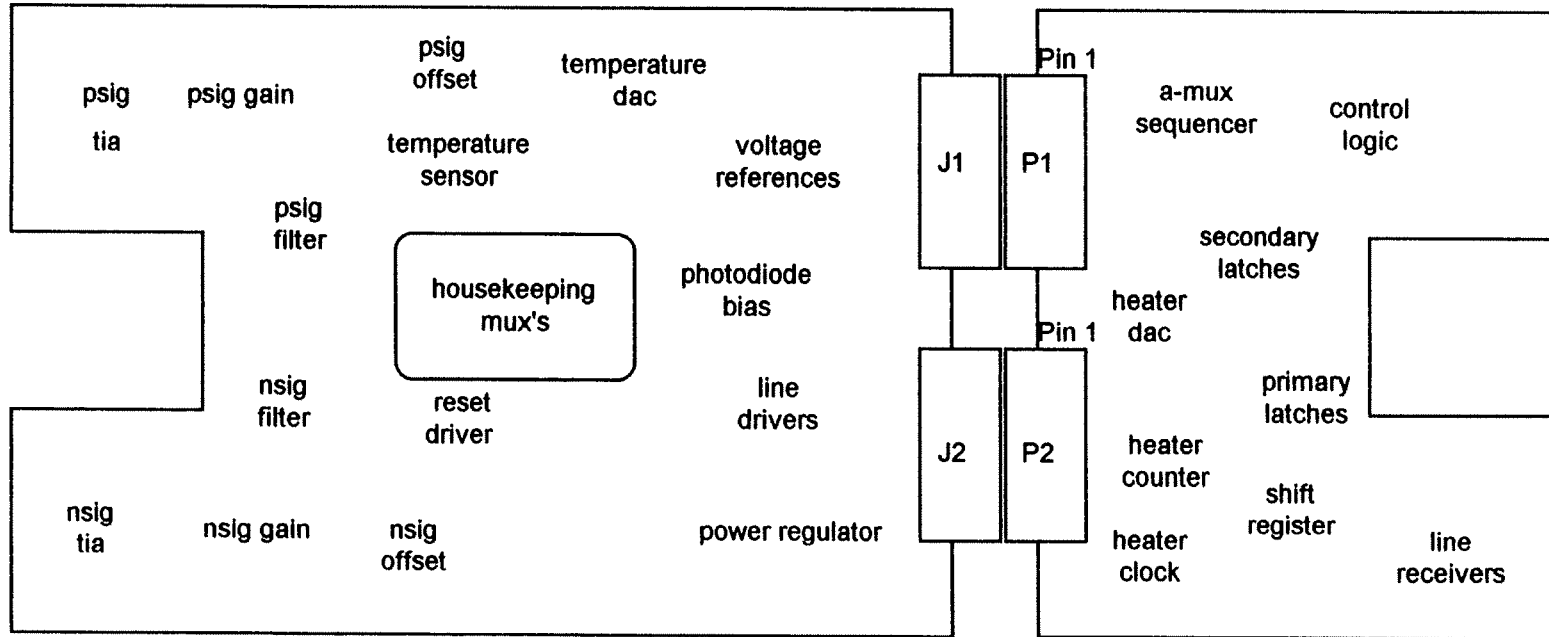 psig
tia
psig gain
psig
offset
temperature
dac
temperature
sensor
voltage
references
psig
filter
housekeeping
mux's
photodiode
bias
nsig
filter
reset
driver
line
drivers
nsig
tia
nsig gain
nsig
offset
power regulator
J1
P1
Pin 1
J2
P2
Pin 1
a-mux
sequencer
control
logic
secondary
latches
heater
dac
primary
latches
heater
counter
shift
register
heater
clock
line
receivers